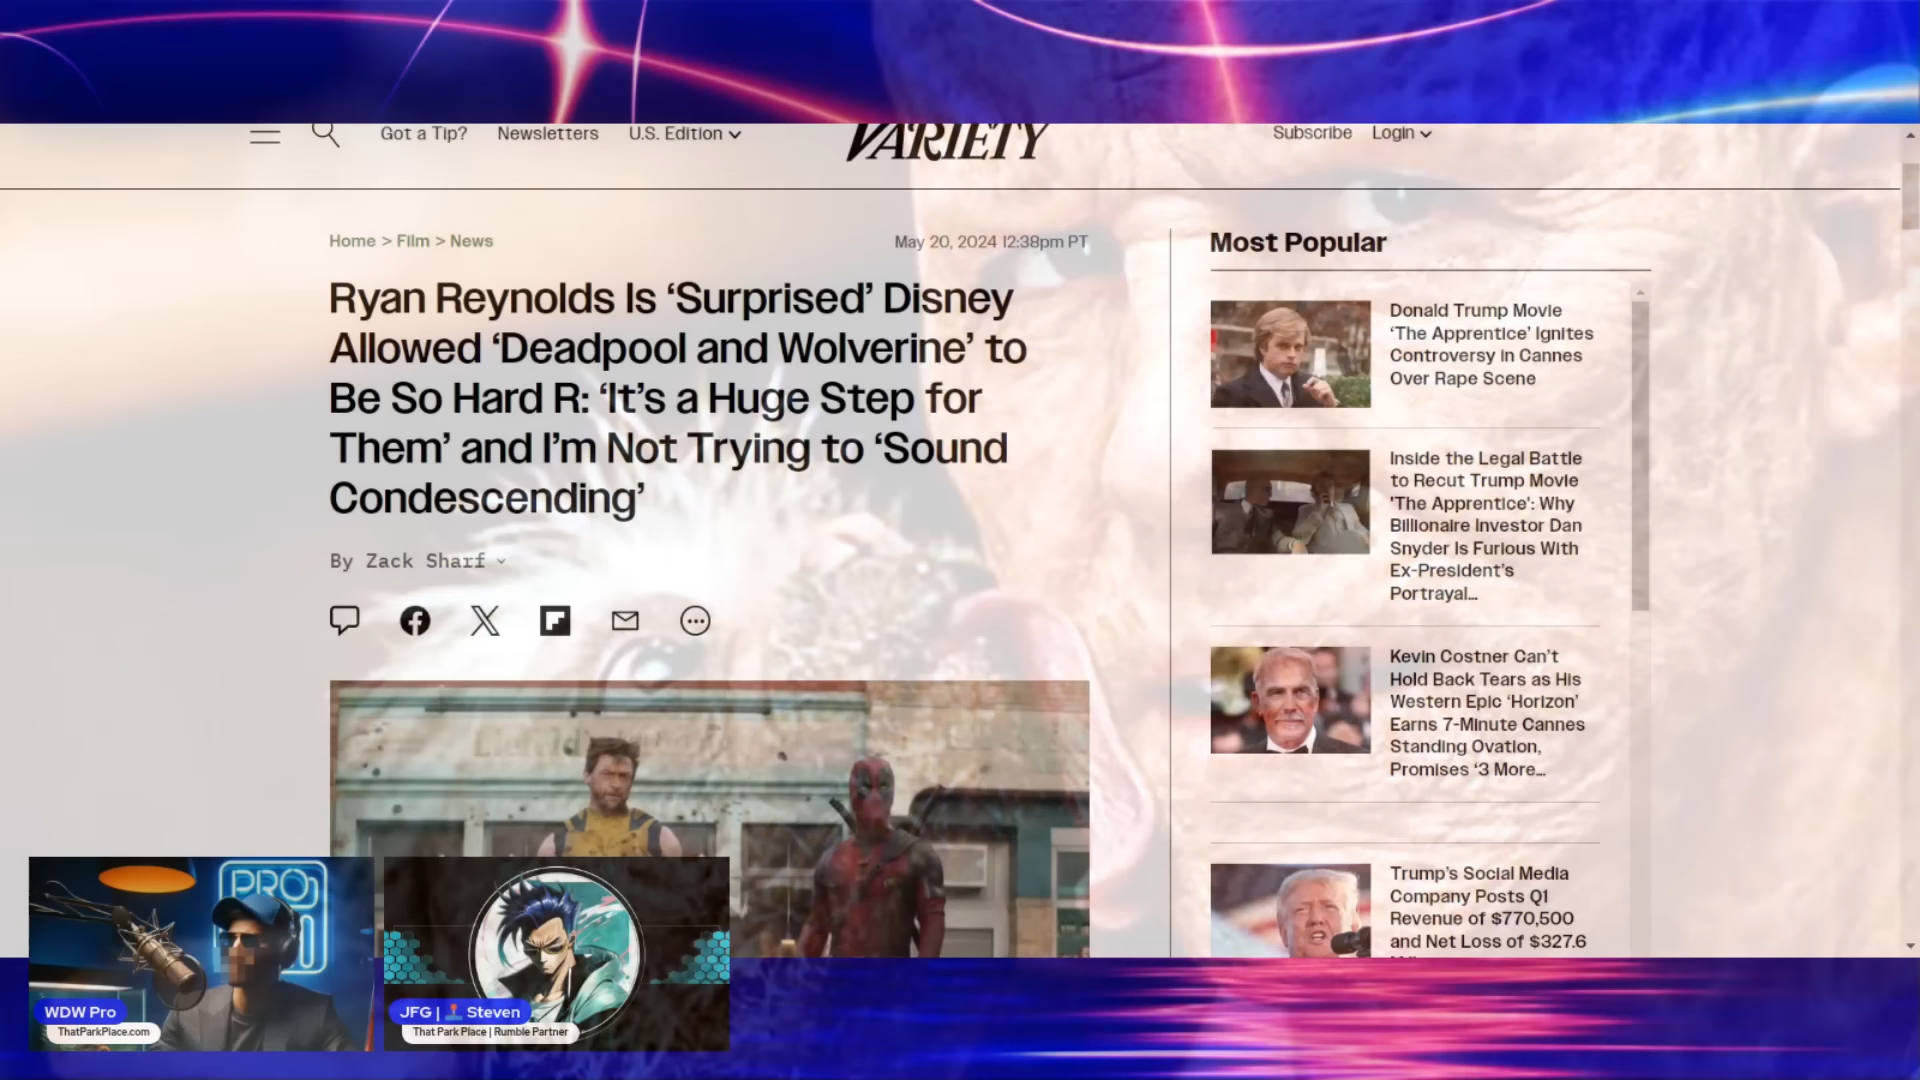 Got a Tip? Newsletters U.S. Edition
VARIETY
Subscribe Login
Home > Film > News
May 20, 2024 12:38pm PT
Ryan Reynolds Is ‘Surprised’ Disney
Allowed ‘Deadpool and Wolverine’ to
Be So Hard R: ‘It’s a Huge Step for
Them’ and I’m Not Trying to ‘Sound
Condescending’
By Zack Sharf
Most Popular
Donald Trump Movie
‘The Apprentice’ Ignites
Controversy in Cannes
Over Rape Scene
Inside the Legal Battle
to Recut Trump Movie
'The Apprentice': Why
Billionaire Investor Dan
Snyder Is Furious With
Ex-President’s
Portrayal...
Kevin Costner Can’t
Hold Back Tears as His
Western Epic ‘Horizon’
Earns 7-Minute Cannes
Standing Ovation,
Promises ‘3 More...
Trump’s Social Media
Company Posts Q1
Revenue of $770,500
and Net Loss of $327.6
PRO
WDW Pro
ThatParkPlace.com
JFG | Steven
That Park Place | Rumble Partner